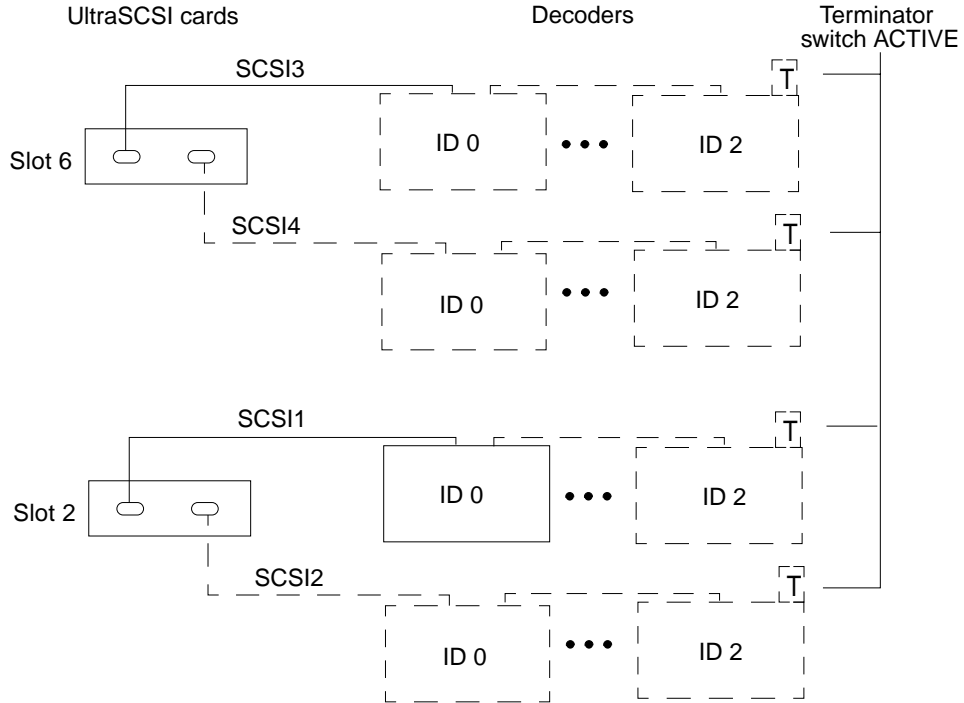 UltraSCSI cards
Decoders
Terminator
switch ACTIVE
SCSI3
T
ID 0
ID 2
Slot 6
SCSI4
T
ID 0
ID 2
SCSI1
T
ID 0
ID 2
Slot 2
SCSI2
T
ID 0
ID 2